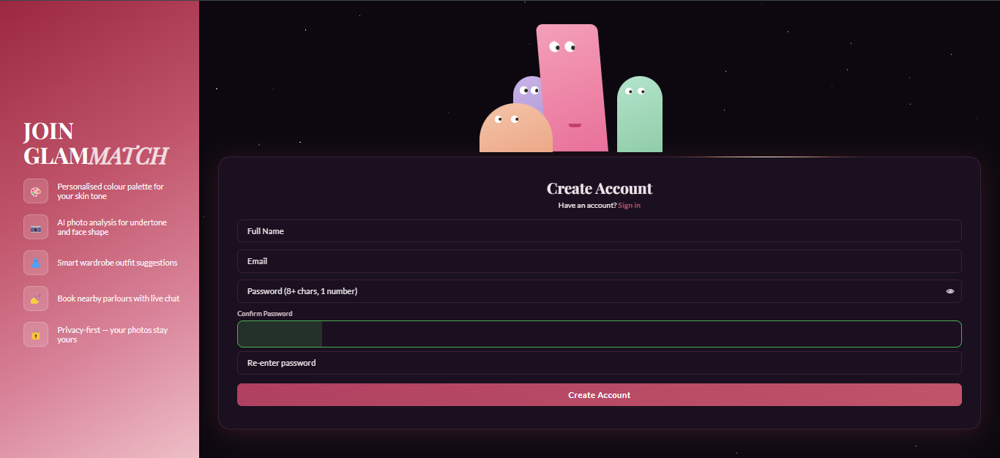 JOIN
GLAMMATCH
Personalised colour palette for
your skin tone
AI photo analysis for undertone
and face shape
Smart wardrobe outfit suggestions
Book nearby parlours with live chat
Privacy-first — your photos stay
yours
Create Account
Have an account? Sign in
Full Name
Email
Password (8+ chars, 1 number)
Confirm Password
Re-enter password
Create Account